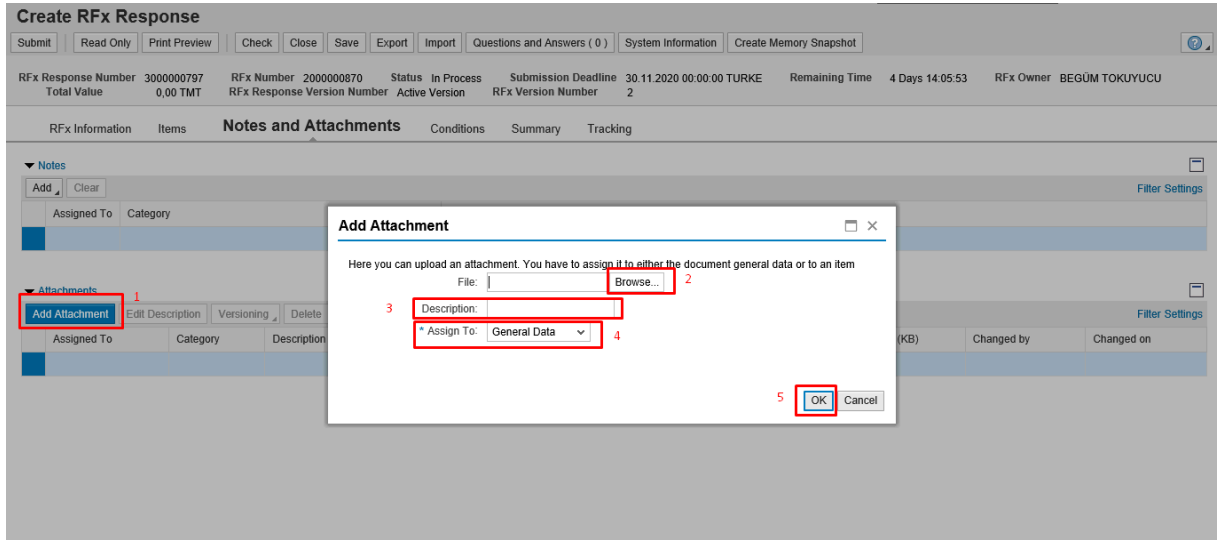 Create RFx Response
Submit Read Only Print Preview Check Close Save Export Import Questions and Answers ( 0 ) System Information Create Memory Snapshot
RFx Response Number 3000000797 RFx Number 2000000870 Status In Process Submission Deadline 30.11.2020 00:00:00 TURKE Remaining Time 4 Days 14:05:53 RFx Owner BEGÜM TOKUYUCU
Total Value 0,00 TMT RFx Response Version Number Active Version RFx Version Number 2
RFx Information Items Notes and Attachments Conditions Summary Tracking
Notes
Add Clear Filter Settings
Assigned To Category
Add Attachment
Here you can upload an attachment. You have to assign it to either the document general data or to an item
File: Browse... 2
3 Description:
* Assign To: General Data 4
5 OK Cancel
Attachments
1
Add Attachment Edit Description Versioning Delete Filter Settings
Assigned To Category Description (KB) Changed by Changed on